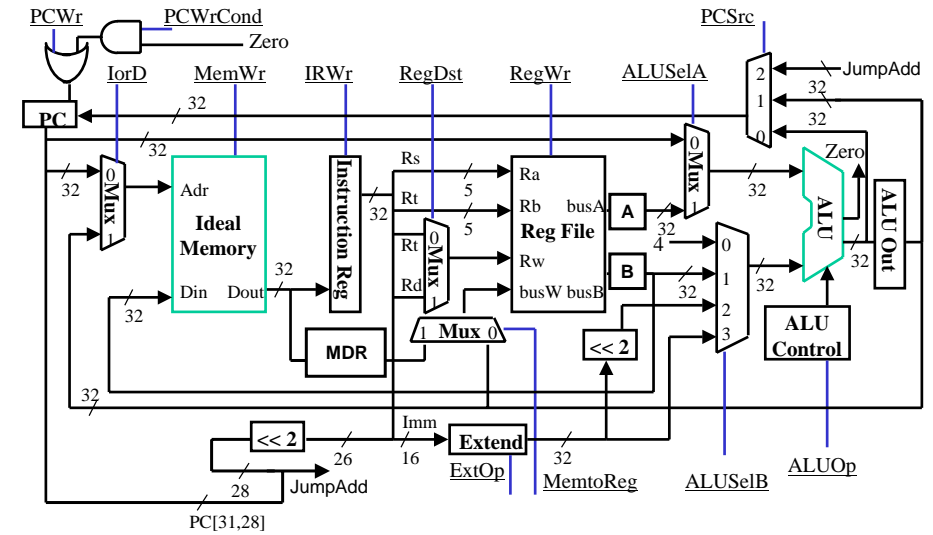 PCWr
PCWrCond
PCSrc
Zero
IorD
MemWr
IRWr
RegDst
RegWr
ALUSelA
2
JumpAdd
32
1
32
PC
32
32
0
32
Rs
5
Ra
0
Mux
1
32
Zero
32
0
Mux
1
Adr
Ideal
Memory
Din
Dout
32
32
Instruction Reg
32
Rt
5
Rb
busA
Reg File
Rt
0
Mux
Rd
1
Rw
busW
busB
A
32
B
32
4
0
1
2
3
Mux
32
ALU
32
ALU Out
1
Mux
0
MDR
<< 2
ALU
Control
32
<< 2
26
Imm
16
Extend
32
ExtOp
MemtoReg
ALUSelB
ALUOp
28
JumpAdd
PC[31,28]